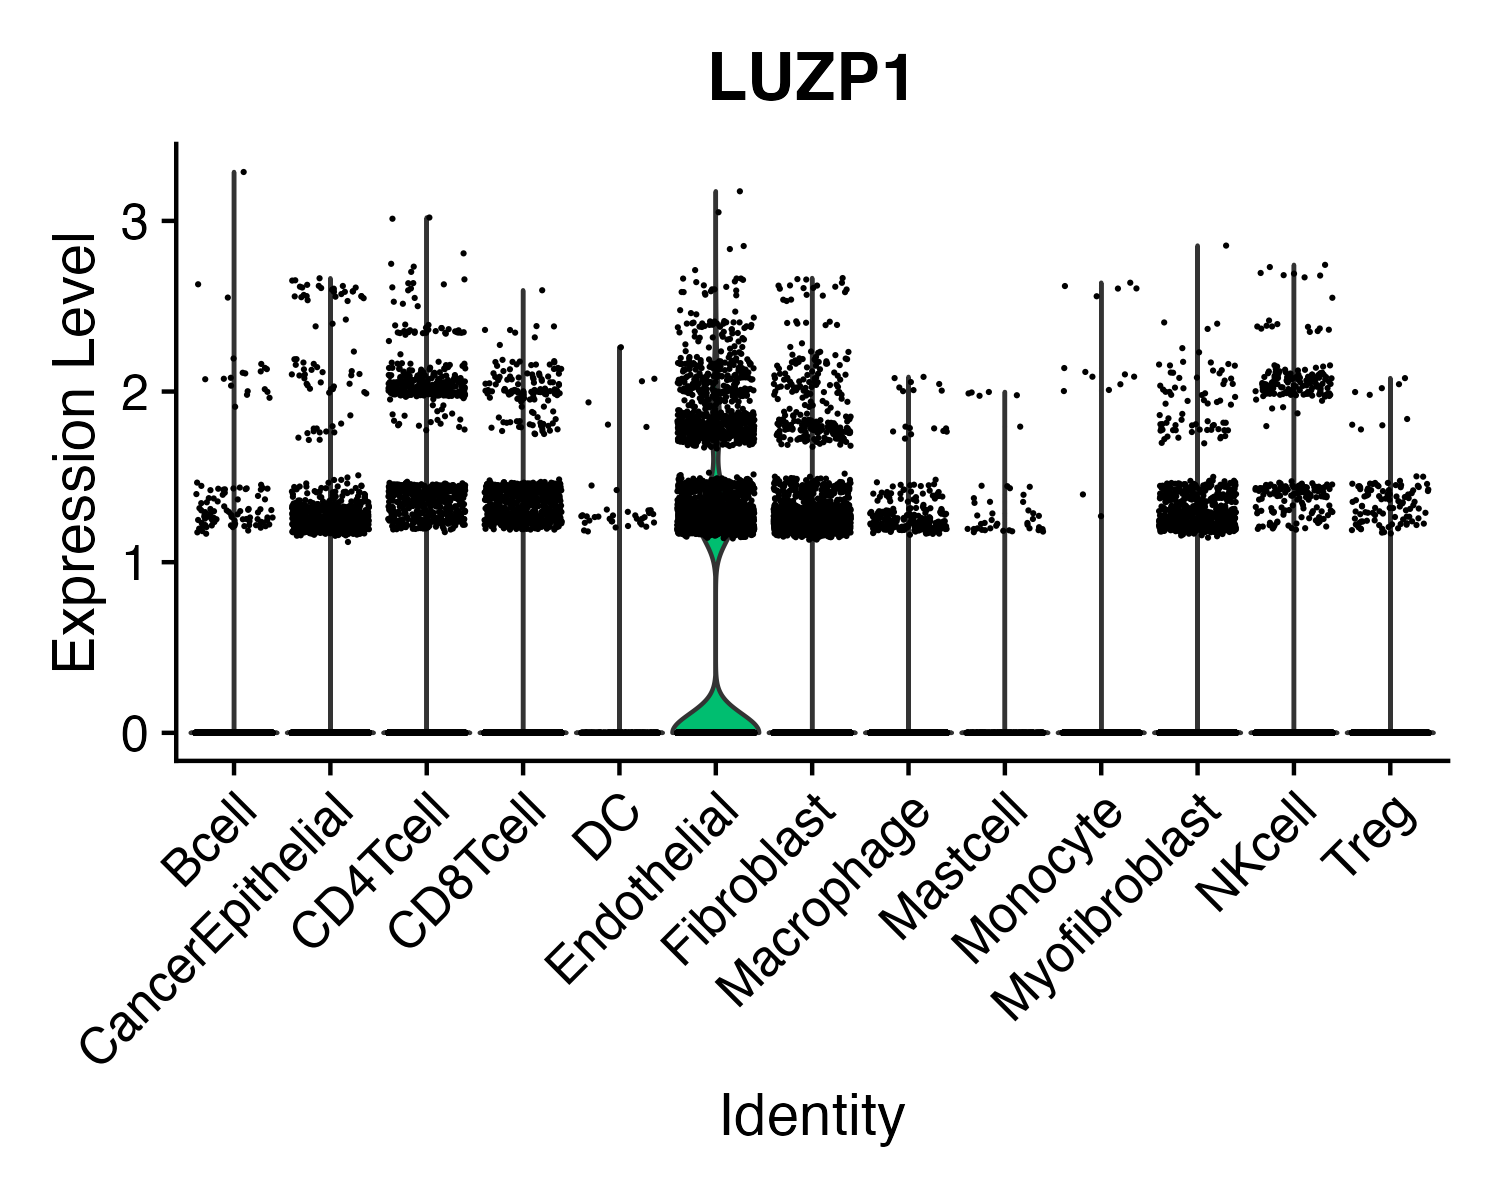 LUZP1
Expression Level
3
2
1
0
Bcell
CancerEpithelial
CD4Tcell
CD8Tcell
DC
Endothelial
Fibroblast
Macrophage
Mastcell
Monocyte
Myofibroblast
NKcell
Treg
Identity